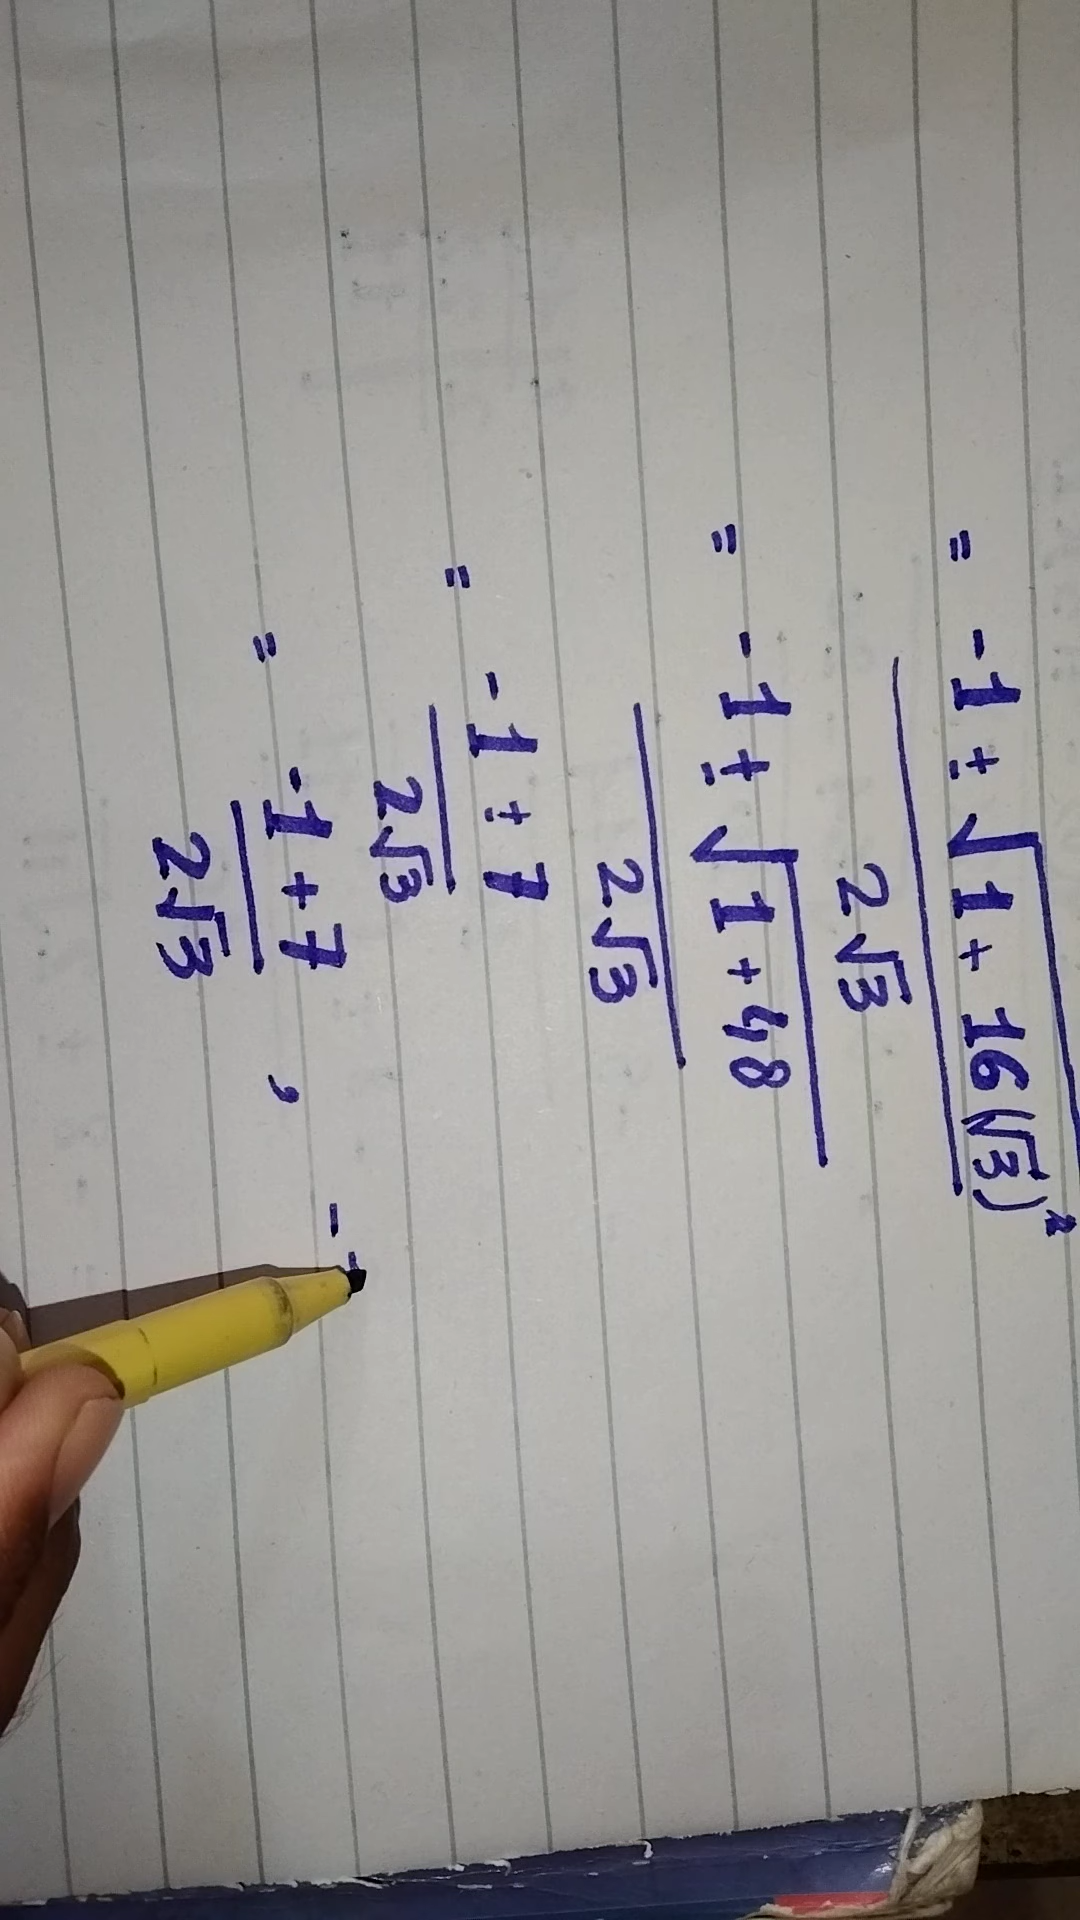 = -1 ± √1 + 16(√3)²
2√3
= -1 ± √1 + 48
2√3
= -1 ± 7
2√3
= -1 + 7 , -1
2√3